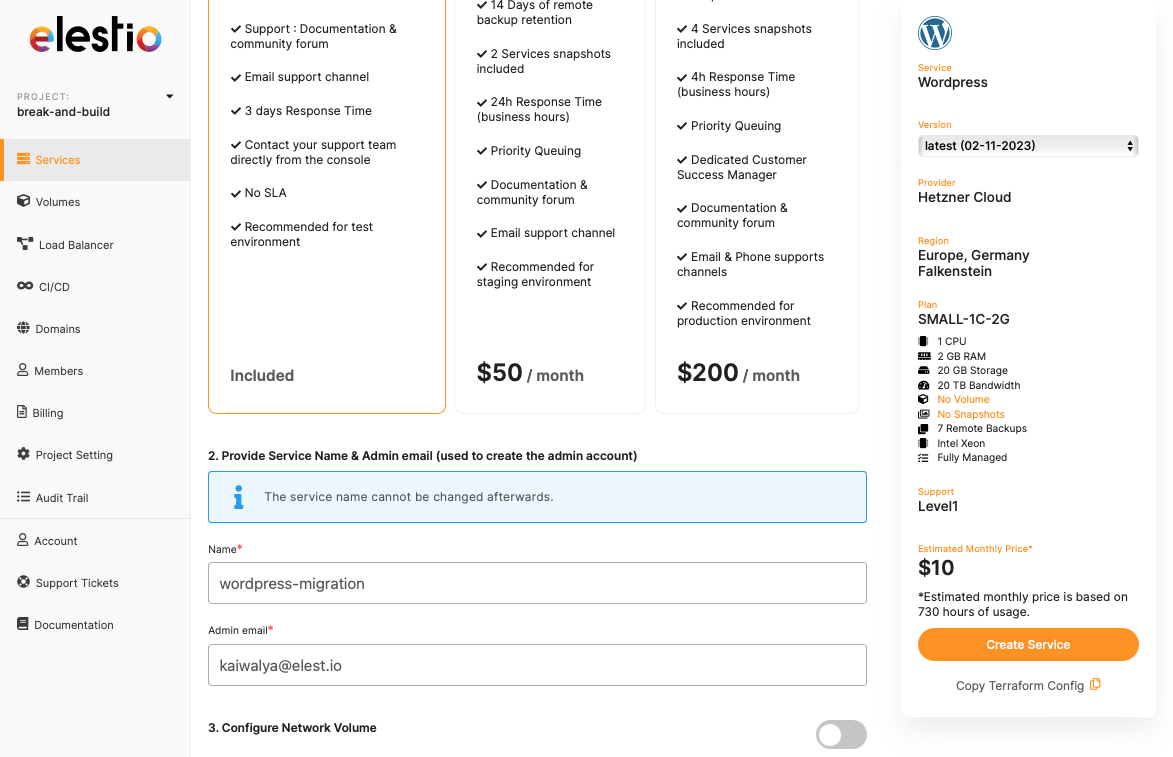 elestio
PROJECT:
break-and-build
Services
Volumes
Load Balancer
CI/CD
Domains
Members
Billing
Project Setting
Audit Trail
Account
Support Tickets
Documentation
Support : Documentation &
community forum
Email support channel
3 days Response Time
Contact your support team
directly from the console
No SLA
Recommended for test
environment
Included
14 Days of remote
backup retention
2 Services snapshots
included
24h Response Time
(business hours)
Priority Queuing
Documentation &
community forum
Email support channel
Recommended for
staging environment
$50 / month
4 Services snapshots
included
4h Response Time
(business hours)
Priority Queuing
Dedicated Customer
Success Manager
Documentation &
community forum
Email & Phone supports
channels
Recommended for
production environment
$200 / month
2. Provide Service Name & Admin email (used to create the admin account)
The service name cannot be changed afterwards.
Name*
wordpress-migration
Admin email*
kaiwalya@elest.io
3. Configure Network Volume
Service
Wordpress
Version
latest (02-11-2023)
Provider
Hetzner Cloud
Region
Europe, Germany
Falkenstein
Plan
SMALL-1C-2G
1 CPU
2 GB RAM
20 GB Storage
20 TB Bandwidth
No Volume
No Snapshots
7 Remote Backups
Intel Xeon
Fully Managed
Support
Level1
Estimated Monthly Price*
$10
*Estimated monthly price is based on
730 hours of usage.
Create Service
Copy Terraform Config